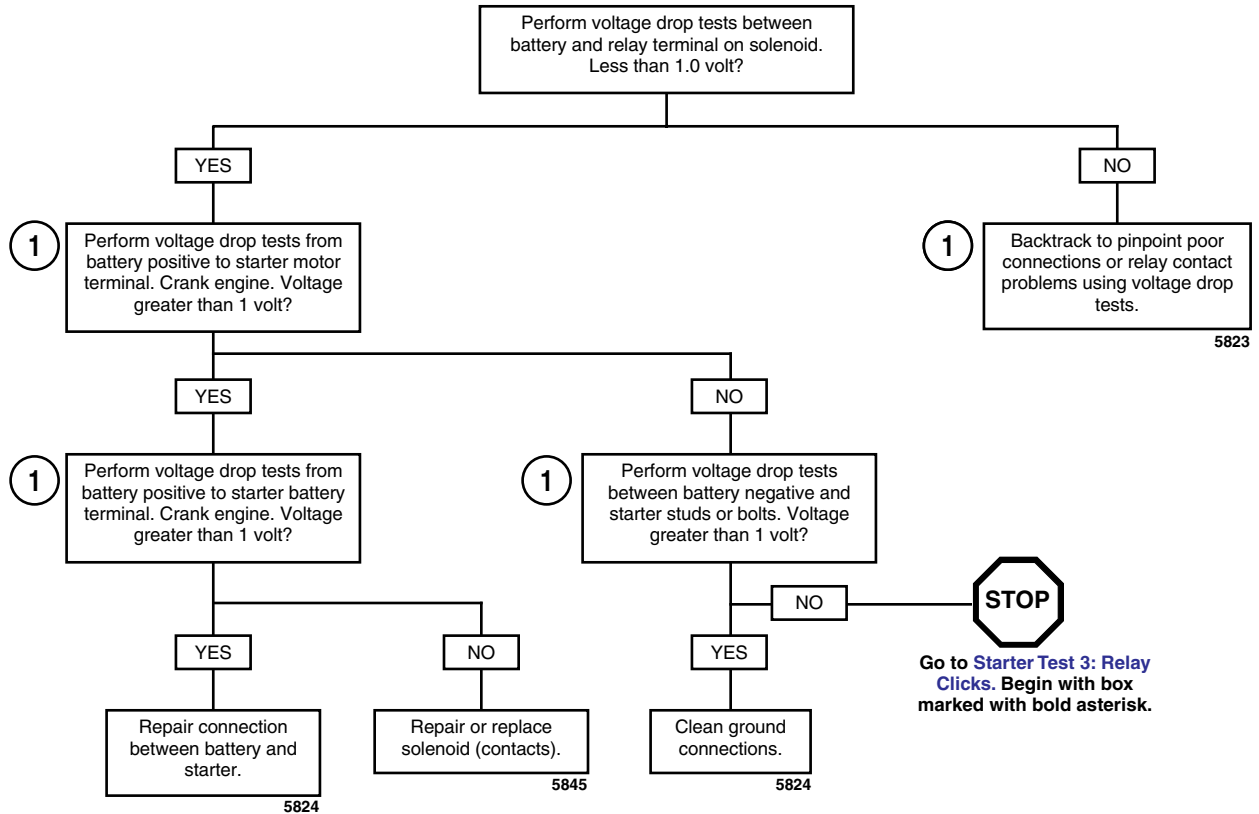 Perform voltage drop tests between
battery and relay terminal on solenoid.
Less than 1.0 volt?
YES
NO
1
Perform voltage drop tests from
battery positive to starter motor
terminal. Crank engine. Voltage
greater than 1 volt?
1
Backtrack to pinpoint poor
connections or relay contact
problems using voltage drop
tests.
5823
YES
NO
1
Perform voltage drop tests from
battery positive to starter battery
terminal. Crank engine. Voltage
greater than 1 volt?
1
Perform voltage drop tests
between battery negative and
starter studs or bolts. Voltage
greater than 1 volt?
NO
STOP
Go to Starter Test 3: Relay
Clicks. Begin with box
marked with bold asterisk.
YES
NO
YES
Repair connection
between battery and
starter.
5824
Repair or replace
solenoid (contacts).
5845
Clean ground
connections.
5824